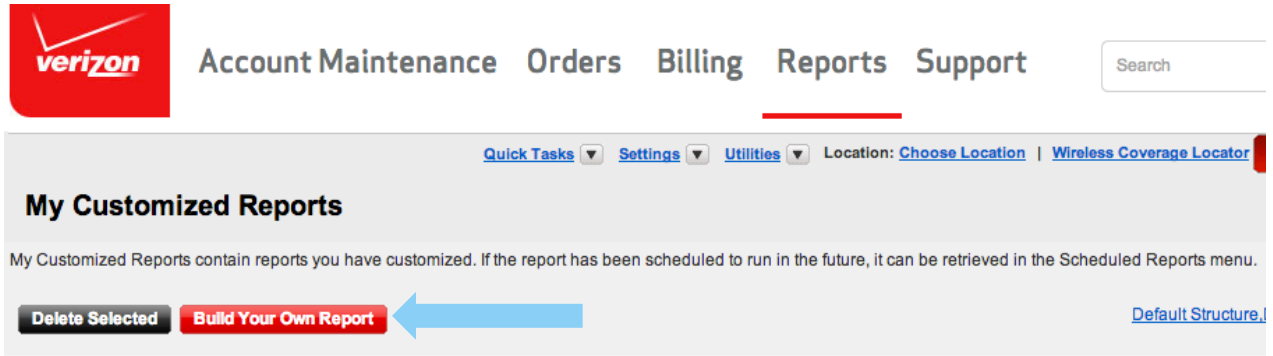 verizon
Account Maintenance Orders Billing Reports Support Search
Quick Tasks Settings Utilities Location: Choose Location | Wireless Coverage Locator
My Customized Reports
My Customized Reports contain reports you have customized. If the report has been scheduled to run in the future, it can be retrieved in the Scheduled Reports menu.
Delete Selected Build Your Own Report Default Structure,